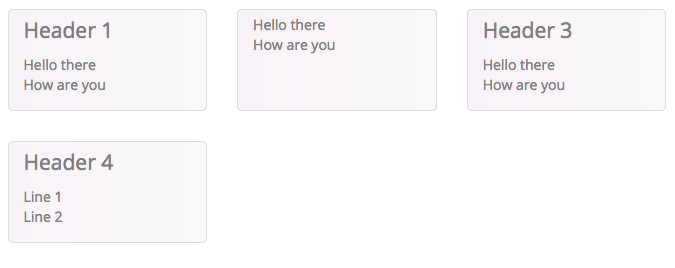 Header 1
Hello there
How are you
Hello there
How are you
Header 3
Hello there
How are you
Header 4
Line 1
Line 2